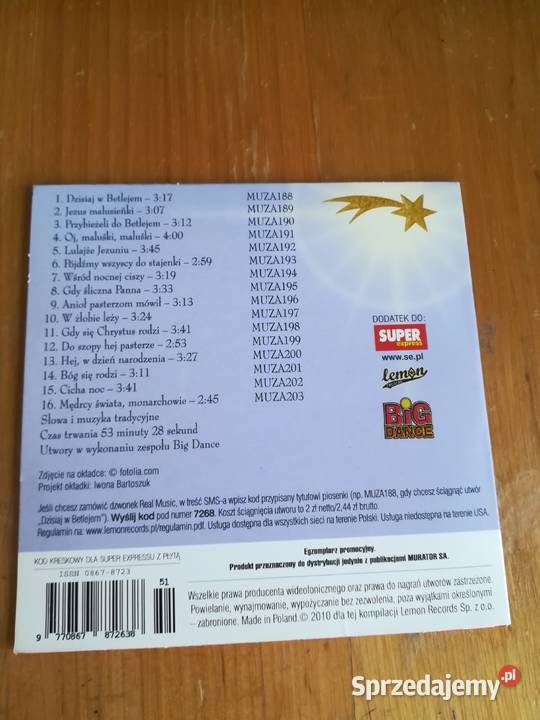 1. Dzisiaj w Betlejem – 3:17 MUZA188
2. Jezus malusieńki – 3:07 MUZA189
3. Przybieżeli do Betlejem – 3:12 MUZA190
4. Oj, maluśki, maluśki – 4:00 MUZA191
5. Lulajże Jezuniu – 3:45 MUZA192
6. Pójdźmy wszyscy do stajenki – 2:59 MUZA193
7. Wśród nocnej ciszy – 3:19 MUZA194
8. Gdy śliczna Panna – 3:33 MUZA195
9. Anioł pasterzom mówił – 3:13 MUZA196
10. W żłobie leży – 3:24 MUZA197
11. Gdy się Chrystus rodzi – 3:41 MUZA198
12. Do szopy hej pasterze – 2:53 MUZA199
13. Hej, w dzień narodzenia – 3:27 MUZA200
14. Bóg się rodzi – 3:11 MUZA201
15. Cicha noc – 3:41 MUZA202
16. Mędrcy świata, monarchowie – 2:45 MUZA203
Słowa i muzyka tradycyjne
Czas trwania 53 minuty 28 sekund
Utwory w wykonaniu zespołu Big Dance
DODATEK DO:
SUPER
express
www.se.pl
Lemon
BiG
DANCE
Zdjęcie na okładce: © fotolia.com
Projekt okładki: Iwona Bartoszuk
Jeśli chcesz zamówić dzwonek Real Music, w treść SMS-a wpisz kod przypisany tytułowi piosenki (np. MUZA188, gdy chcesz ściągnąć utwór
„Dzisiaj w Betlejem”). Wyślij kod pod numer 7268. Koszt ściągnięcia utworu to 2 zł netto/2,44 zł brutto.
Regulamin na: www.lemonrecords.pl/regulamin.pdf. Usługa dostępna dla wszystkich sieci na terenie Polski. Usługa niedostępna na terenie USA.
KOD KRESKOWY DLA SUPER EXPRESSU Z PŁYTĄ
ISSN 0867-8723
51
9 770867 872638
Egzemplarz promocyjny.
Produkt przeznaczony do dystrybucji jedynie z publikacjami MURATOR SA.
Wszelkie prawa producenta wideofonicznego oraz prawa do nagrań utworów zastrzeżone.
Powielanie, wynajmowanie, wypożyczanie bez zezwolenia, poza wyjątkami określonymi
– zabronione. Made in Poland. © 2010 dla tej kompilacji Lemon Records Sp. z o.o.
Sprzedajemy.pl